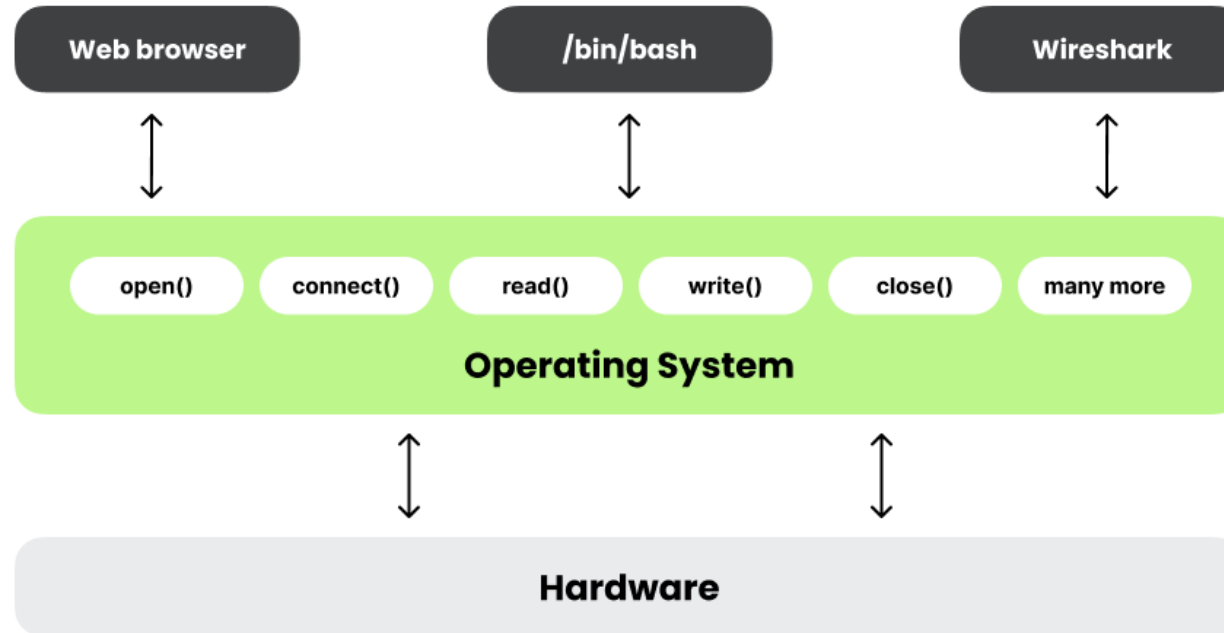 Web browser
/bin/bash
Wireshark
open()
connect()
read()
write()
close()
many more
Operating System
Hardware